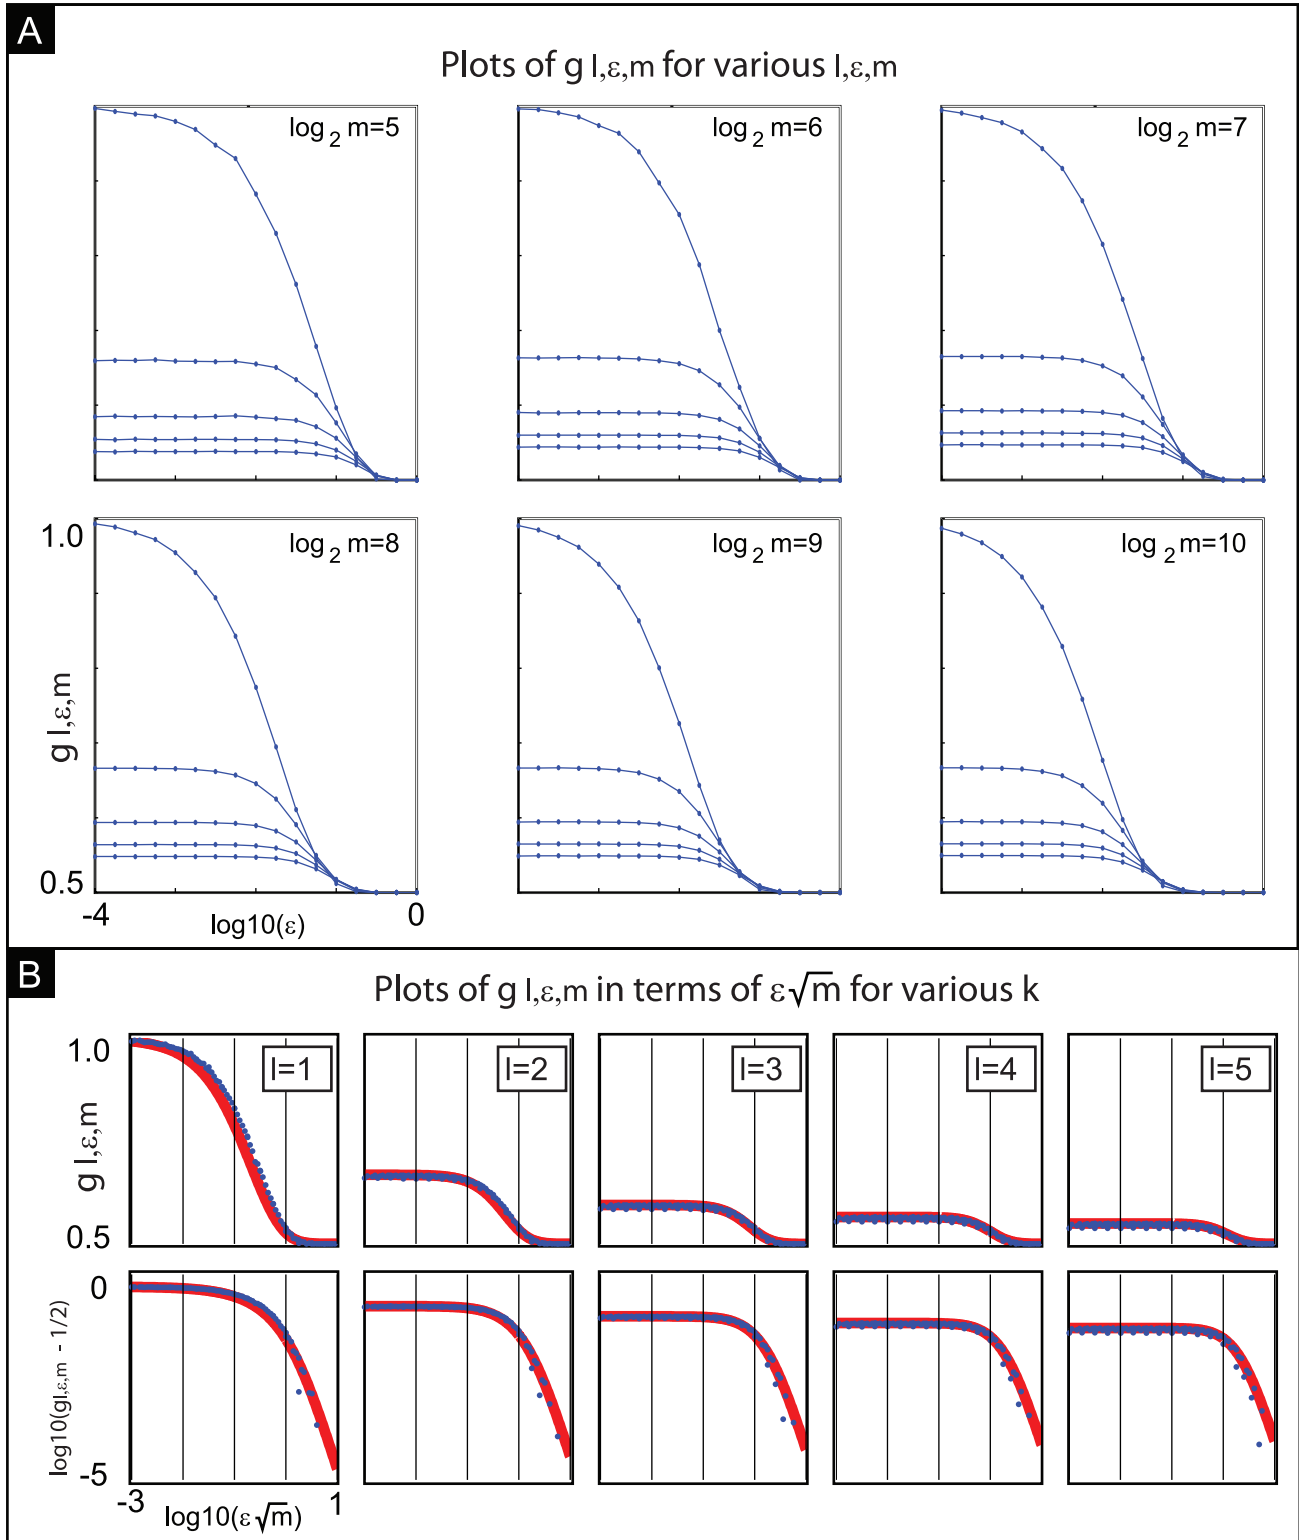 A
Plots of g l,ε,m for various l,ε,m
log 2 m=5
log 2 m=6
log 2 m=7
log 2 m=8
log 2 m=9
log 2 m=10
1.0
g l,ε,m
0.5
-4
log10(ε)
0
B
Plots of g l,ε,m in terms of ε√m for various k
l=1
l=2
l=3
l=4
l=5
1.0
g l,ε,m
0.5
0
log10(gl,ε,m - 1/2)
-5
-3
log10(ε√m)
1